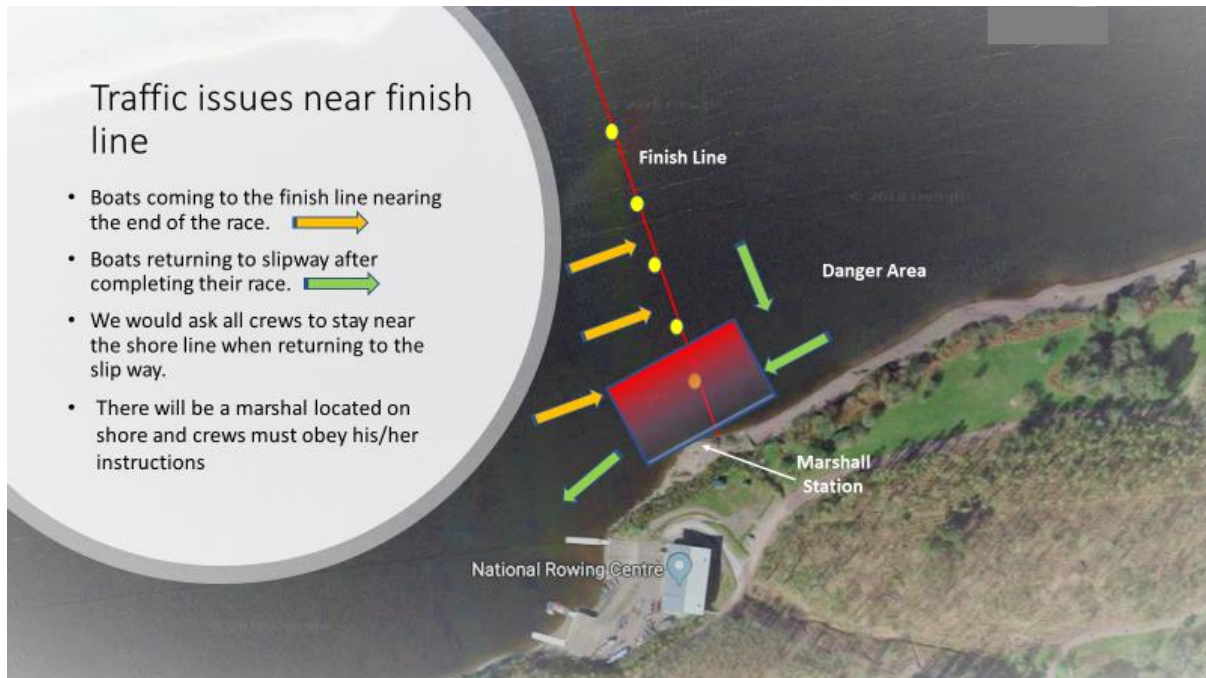 Traffic issues near finish
line
• Boats coming to the finish line nearing
the end of the race.
• Boats returning to slipway after
completing their race.
• We would ask all crews to stay near
the shore line when returning to the
slip way.
• There will be a marshal located on
shore and crews must obey his/her
instructions
Finish Line
Danger Area
Marshall
Station
National Rowing Centre